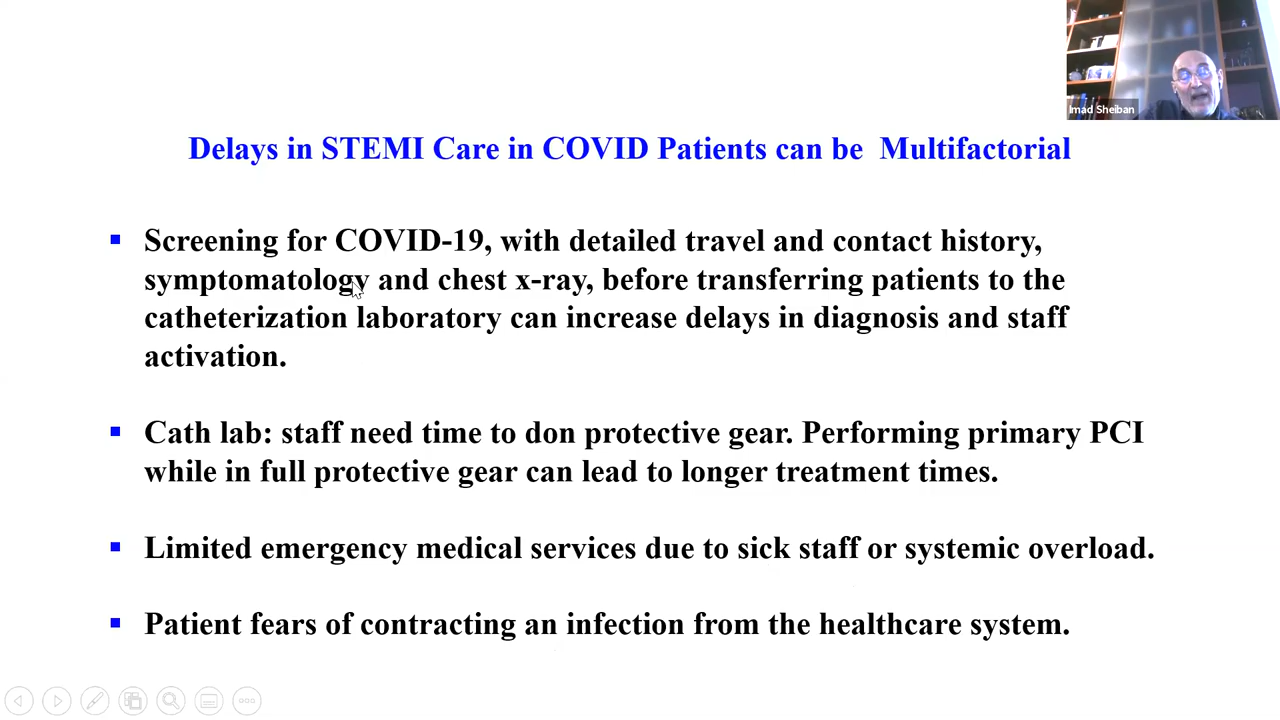 Imad Sheiban
Delays in STEMI Care in COVID Patients can be Multifactorial
Screening for COVID-19, with detailed travel and contact history,
symptomatology and chest x-ray, before transferring patients to the
catheterization laboratory can increase delays in diagnosis and staff
activation.
Cath lab: staff need time to don protective gear. Performing primary PCI
while in full protective gear can lead to longer treatment times.
Limited emergency medical services due to sick staff or systemic overload.
Patient fears of contracting an infection from the healthcare system.